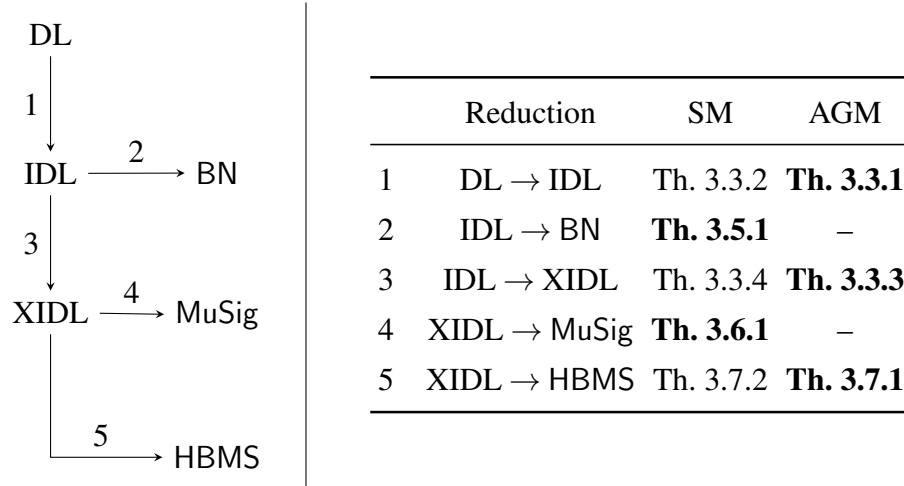 DL
1
IDL
2
BN
3
XIDL
4
MuSig
5
HBMS
Reduction SM AGM
1 DL → IDL Th. 3.3.2 Th. 3.3.1
2 IDL → BN Th. 3.5.1 –
3 IDL → XIDL Th. 3.3.4 Th. 3.3.3
4 XIDL → MuSig Th. 3.6.1 –
5 XIDL → HBMS Th. 3.7.2 Th. 3.7.1